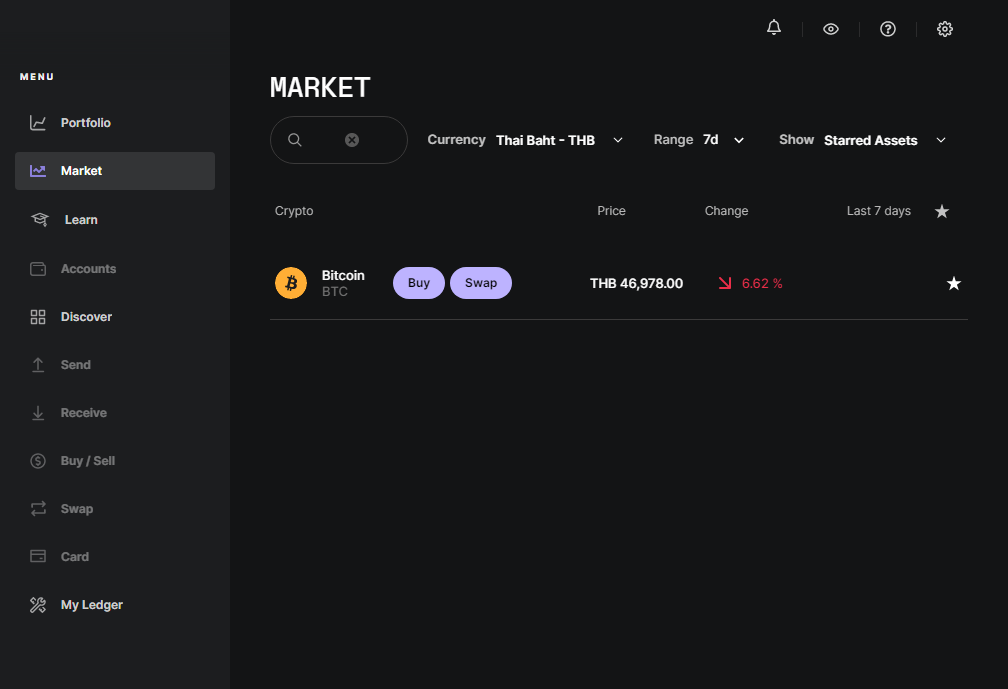 MENU
Portfolio
Market
Learn
Accounts
Discover
Send
Receive
Buy / Sell
Swap
Card
My Ledger
MARKET
Currency Thai Baht - THB
Range 7d
Show Starred Assets
Crypto Price Change Last 7 days
Bitcoin
BTC
Buy
Swap
THB 46,978.00
6.62 %